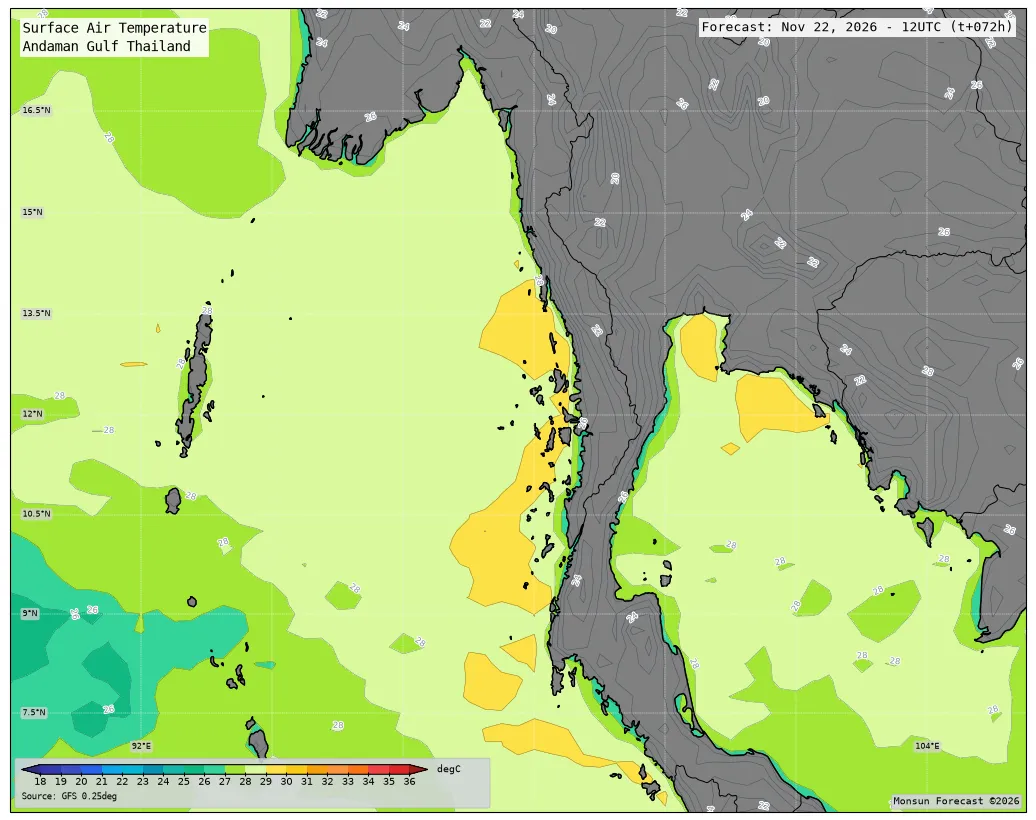 Surface Air Temperature
Andaman Gulf Thailand
Forecast: Nov 22, 2026 - 12UTC (t+072h)
16.5°N
15°N
13.5°N
12°N
10.5°N
9°N
7.5°N
92°E
104°E
degC
18 19 20 21 22 23 24 25 26 27 28 29 30 31 32 33 34 35 36
Source: GFS 0.25deg
Monsun Forecast ©2026